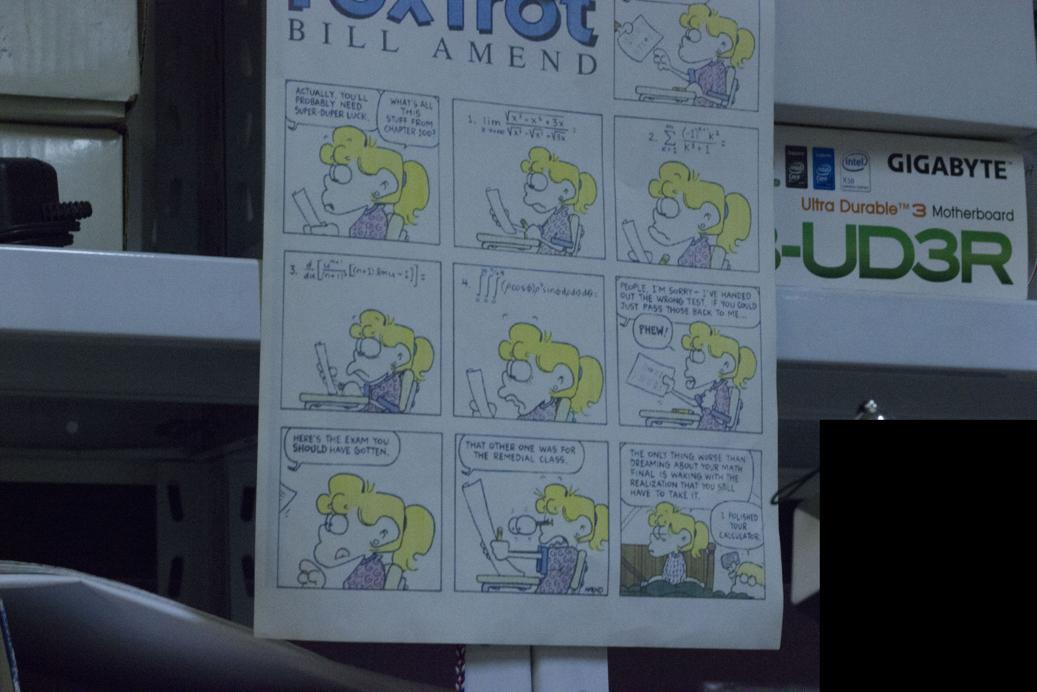 FoxTrot
BILL AMEND
ACTUALLY, YOU'LL
PROBABLY NEED
SUPER-DUPER LUCK.
WHAT'S ALL
THIS
STUFF FROM
CHAPTER 100?
1. lim
2.
3.
4.
PEOPLE, I'M SORRY - I'VE HANDED
OUT THE WRONG TEST. IF YOU COULD
JUST PASS THOSE BACK TO ME...
PHEW!
HERE'S THE EXAM YOU
SHOULD HAVE GOTTEN.
THAT OTHER ONE WAS FOR
THE REMEDIAL CLASS.
AMEND
THE ONLY THING WORSE THAN
DREAMING ABOUT YOUR MATH
FINAL IS WAKING WITH THE
REALIZATION THAT YOU STILL
HAVE TO TAKE IT.
I POLISHED
YOUR
CALCULATOR.
intel
GIGABYTE™
Ultra Durable™ 3 Motherboard
-UD3R